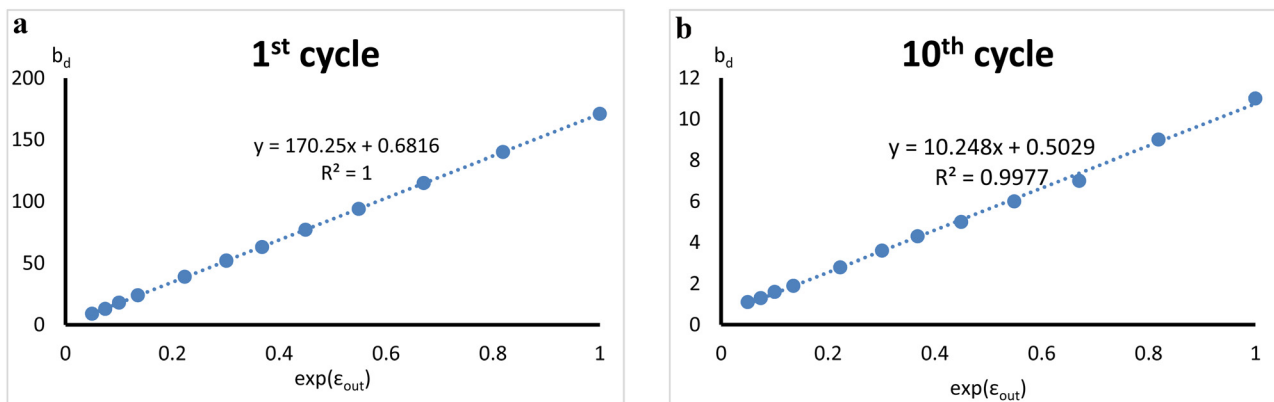 a
1st cycle
b_d
200
150
100
50
0
y = 170.25x + 0.6816
R² = 1
0 0.2 0.4 0.6 0.8 1
exp(ε_out)
b
10th cycle
b_d
12
10
8
6
4
2
0
y = 10.248x + 0.5029
R² = 0.9977
0 0.2 0.4 0.6 0.8 1
exp(ε_out)